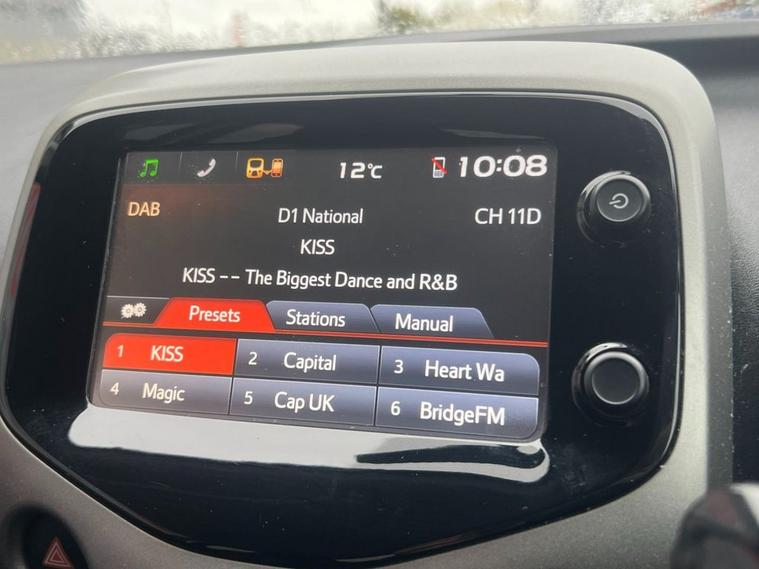 12°C 10:08
DAB D1 National CH 11D
KISS
KISS -- The Biggest Dance and R&B
Presets Stations Manual
1 KISS 2 Capital 3 Heart Wa
4 Magic 5 Cap UK 6 BridgeFM